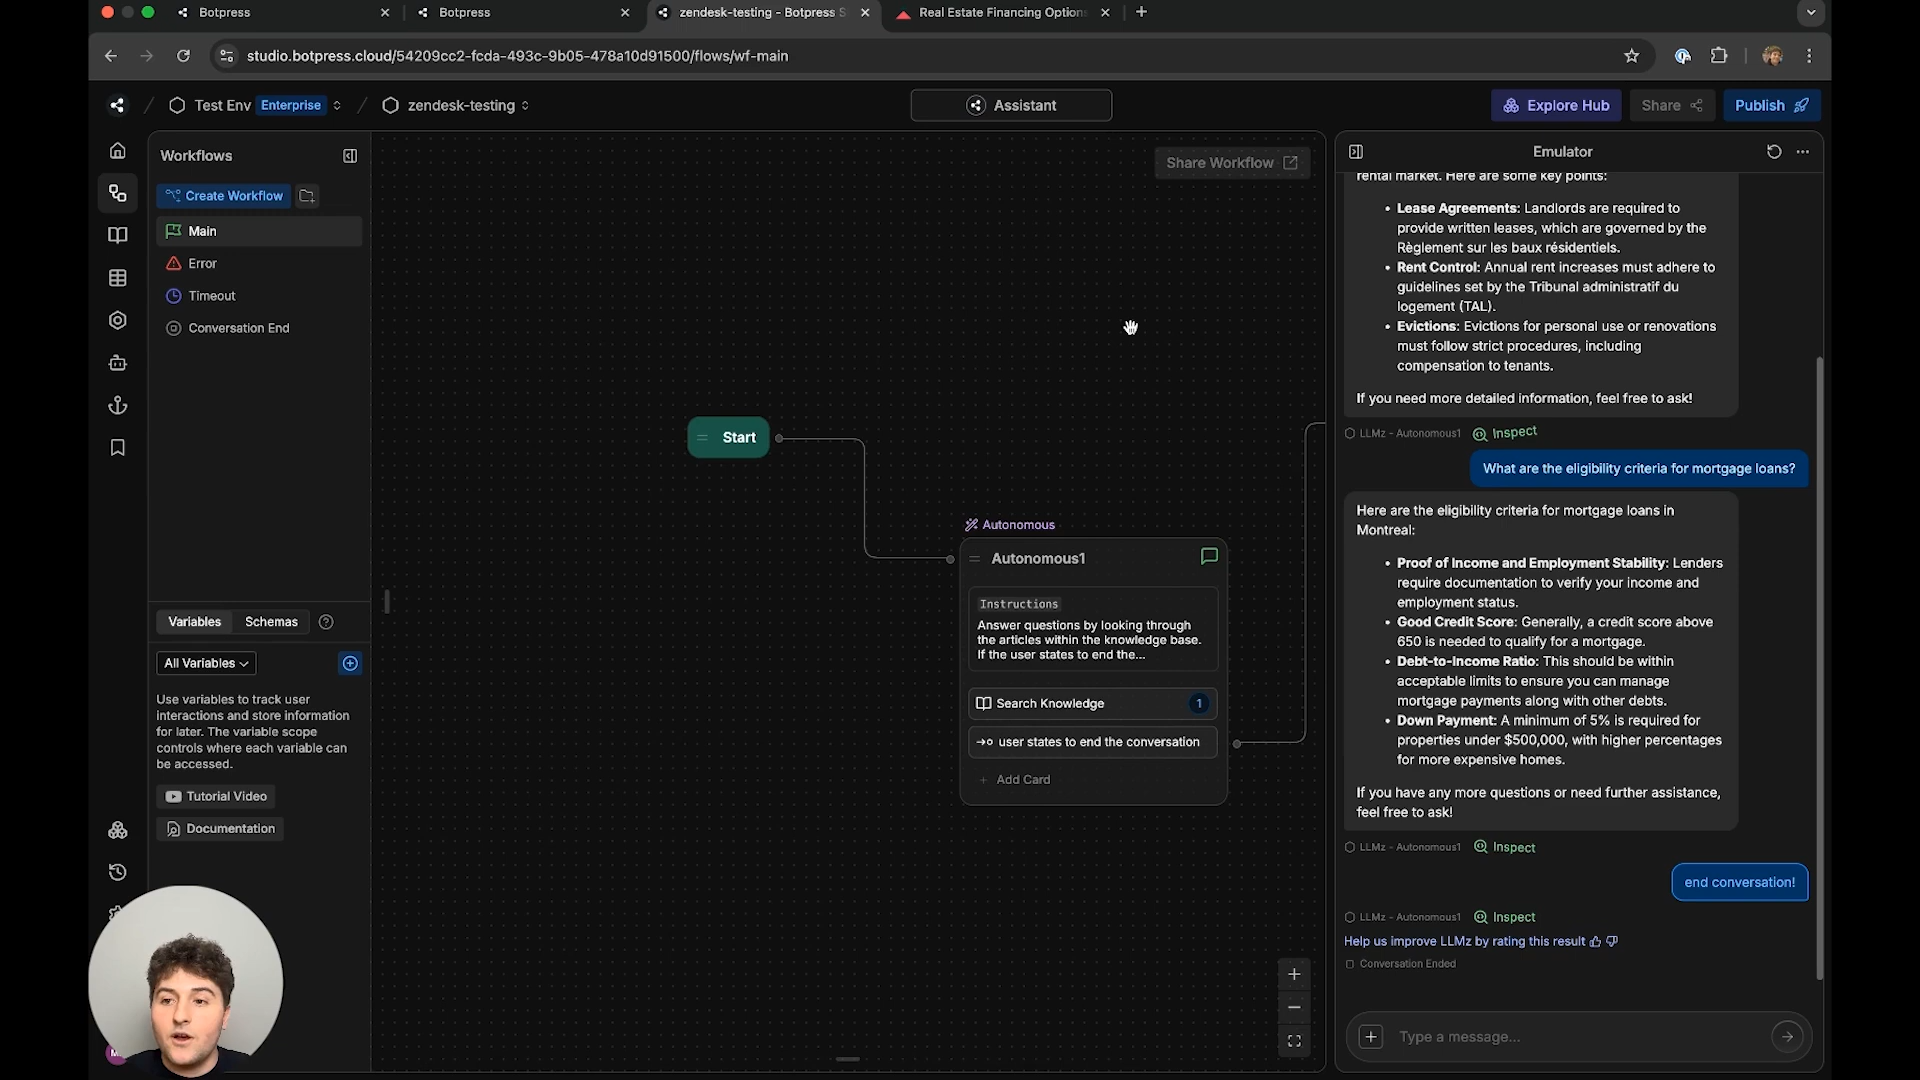 Botpress
Botpress
zendesk-testing - Botpress S
Real Estate Financing Option
studio.botpress.cloud/54209cc2-fcda-493c-9b05-478a10d91500/flows/wf-main
Test Env Enterprise
zendesk-testing
Assistant
Explore Hub
Share
Publish
Workflows
Create Workflow
Main
Error
Timeout
Conversation End
Variables
Schemas
All Variables
Use variables to track user
interactions and store information
for later. The variable scope
controls where each variable can
be accessed.
Tutorial Video
Documentation
Share Workflow
Start
Autonomous
Autonomous1
Instructions
Answer questions by looking through
the articles within the knowledge base.
If the user states to end the...
Search Knowledge 1
user states to end the conversation
+ Add Card
Emulator
rental market. Here are some key points:
• Lease Agreements: Landlords are required to
provide written leases, which are governed by the
Règlement sur les baux résidentiels.
• Rent Control: Annual rent increases must adhere to
guidelines set by the Tribunal administratif du
logement (TAL).
• Evictions: Evictions for personal use or renovations
must follow strict procedures, including
compensation to tenants.
If you need more detailed information, feel free to ask!
LLMz - Autonomous1 Inspect
What are the eligibility criteria for mortgage loans?
Here are the eligibility criteria for mortgage loans in
Montreal:
• Proof of Income and Employment Stability: Lenders
require documentation to verify your income and
employment status.
• Good Credit Score: Generally, a credit score above
650 is needed to qualify for a mortgage.
• Debt-to-Income Ratio: This should be within
acceptable limits to ensure you can manage
mortgage payments along with other debts.
• Down Payment: A minimum of 5% is required for
properties under $500,000, with higher percentages
for more expensive homes.
If you have any more questions or need further assistance,
feel free to ask!
LLMz - Autonomous1 Inspect
end conversation!
LLMz - Autonomous1 Inspect
Help us improve LLMz by rating this result
Conversation Ended
Type a message...